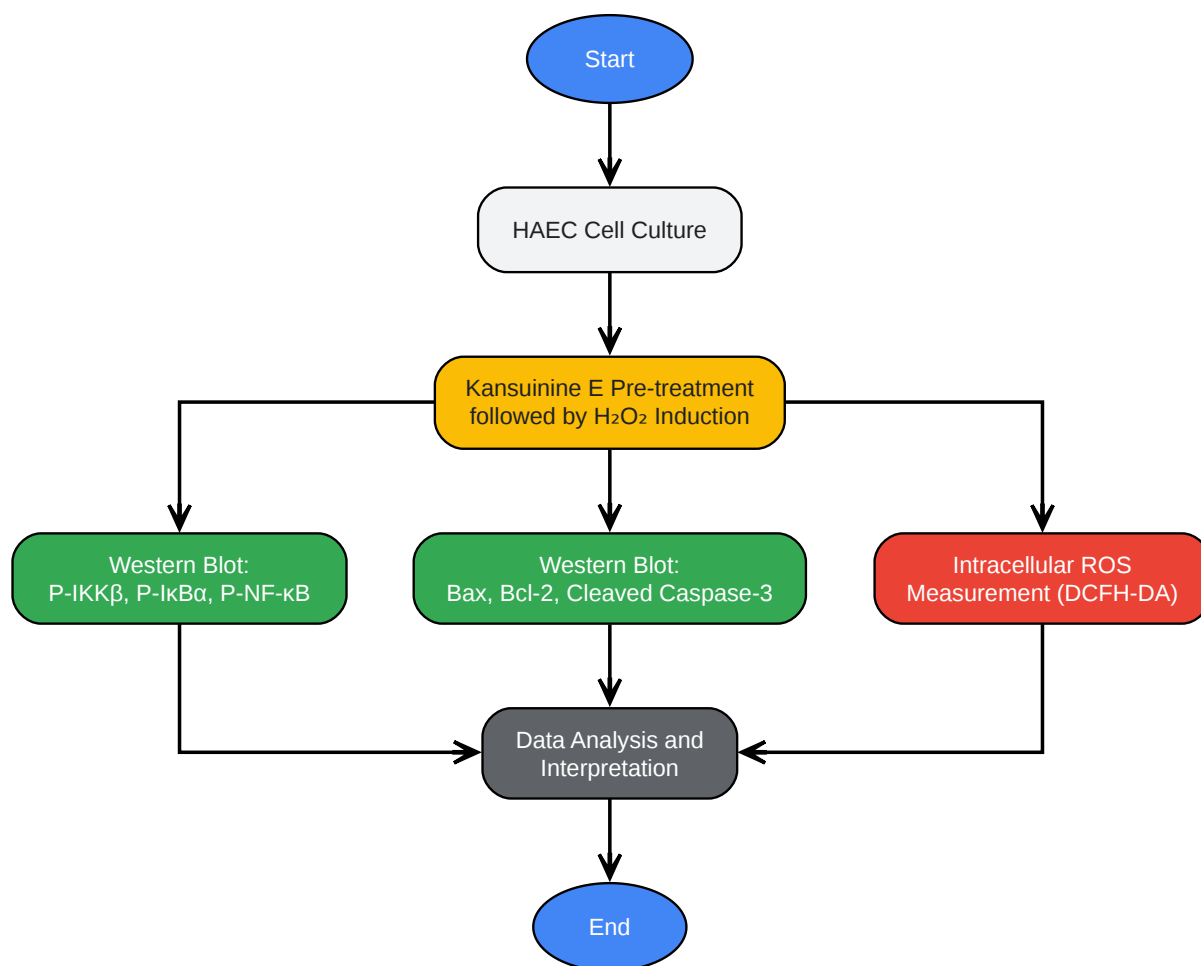 Start
HAEC Cell Culture
Kansuinine E Pre-treatment
followed by H₂O₂ Induction
Western Blot:
P-IKKβ, P-IκBα, P-NF-κB
Western Blot:
Bax, Bcl-2, Cleaved Caspase-3
Intracellular ROS
Measurement (DCFH-DA)
Data Analysis and
Interpretation
End